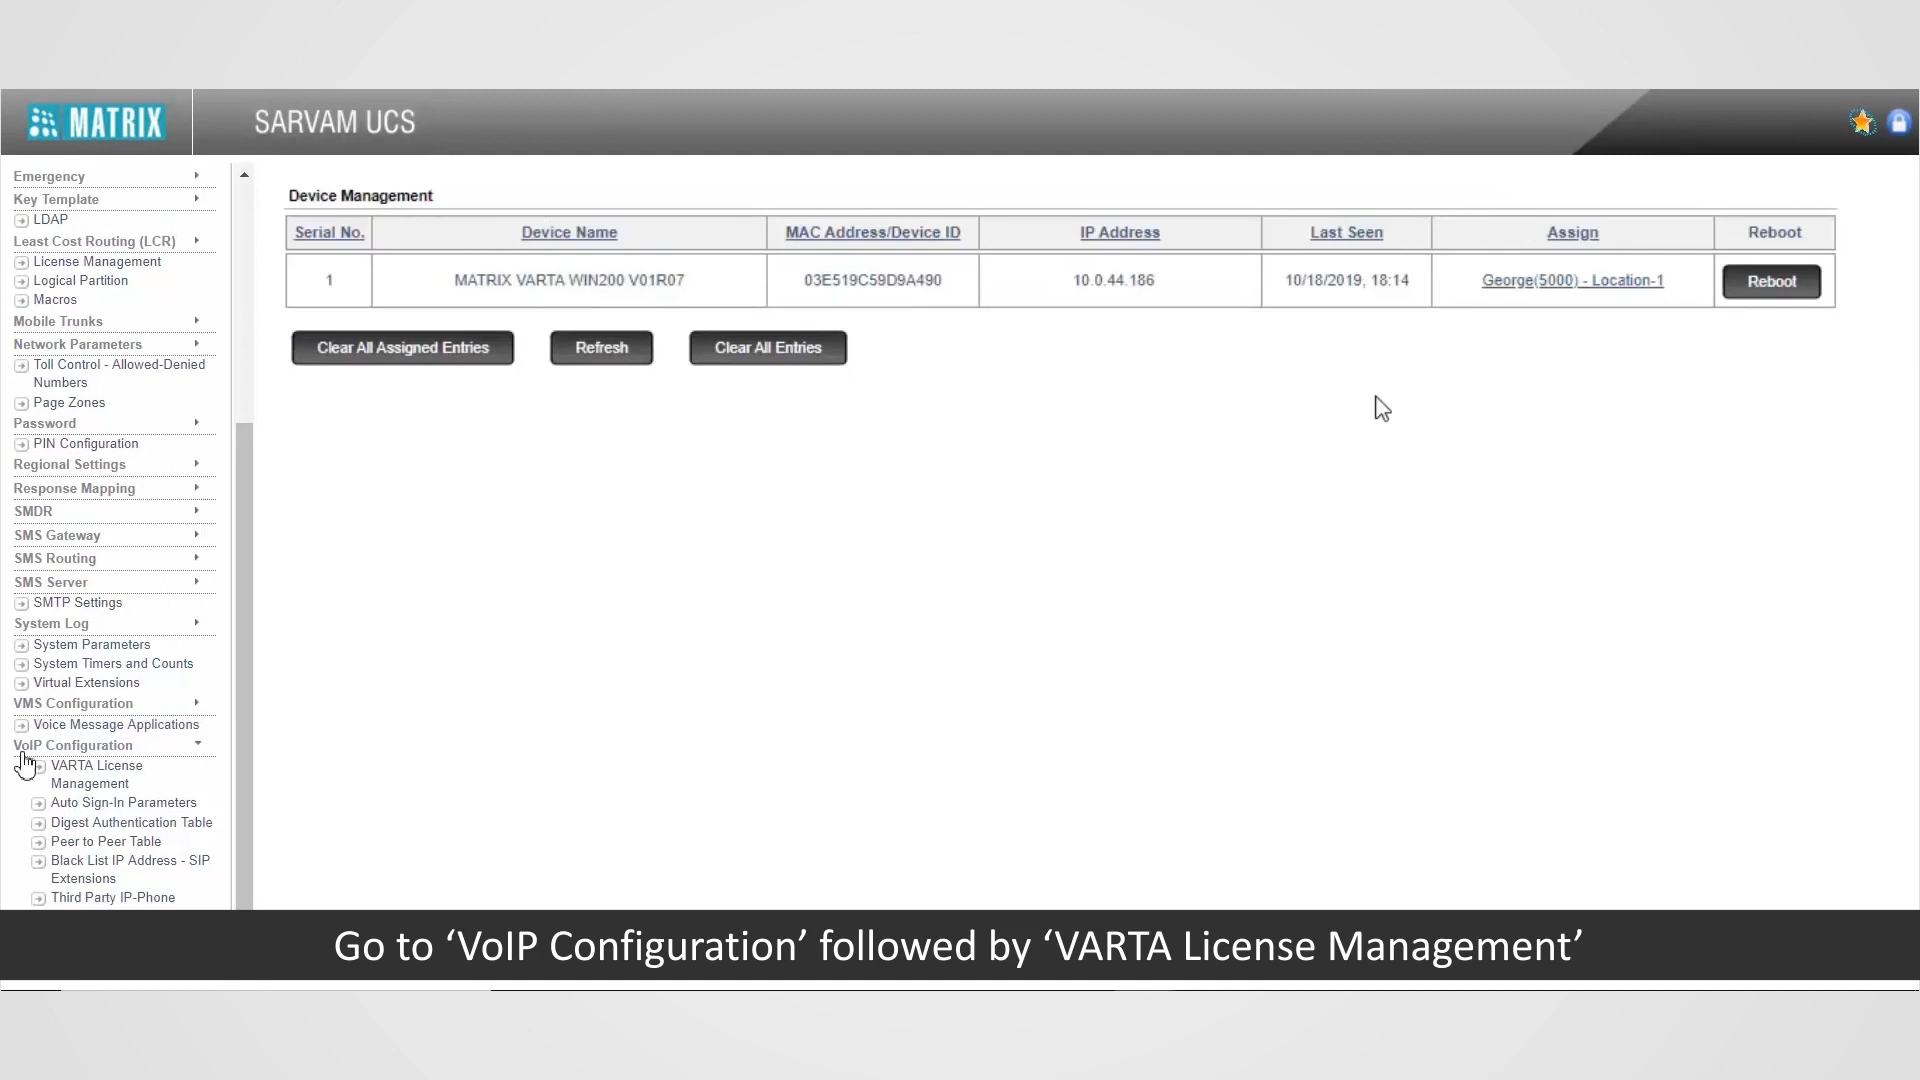 MATRIX
SARVAM UCS
Emergency
Key Template
LDAP
Least Cost Routing (LCR)
License Management
Logical Partition
Macros
Mobile Trunks
Network Parameters
Toll Control - Allowed-Denied
Numbers
Page Zones
Password
PIN Configuration
Regional Settings
Response Mapping
SMDR
SMS Gateway
SMS Routing
SMS Server
SMTP Settings
System Log
System Parameters
System Timers and Counts
Virtual Extensions
VMS Configuration
Voice Message Applications
VoIP Configuration
VARTA License
Management
Auto Sign-In Parameters
Digest Authentication Table
Peer to Peer Table
Black List IP Address - SIP
Extensions
Third Party IP-Phone
Device Management
Serial No. Device Name MAC Address/Device ID IP Address Last Seen Assign Reboot
1 MATRIX VARTA WIN200 V01R07 03E519C59D9A490 10.0.44.186 10/18/2019, 18:14 George(5000) - Location-1 Reboot
Clear All Assigned Entries Refresh Clear All Entries
Go to ‘VoIP Configuration’ followed by ‘VARTA License Management’